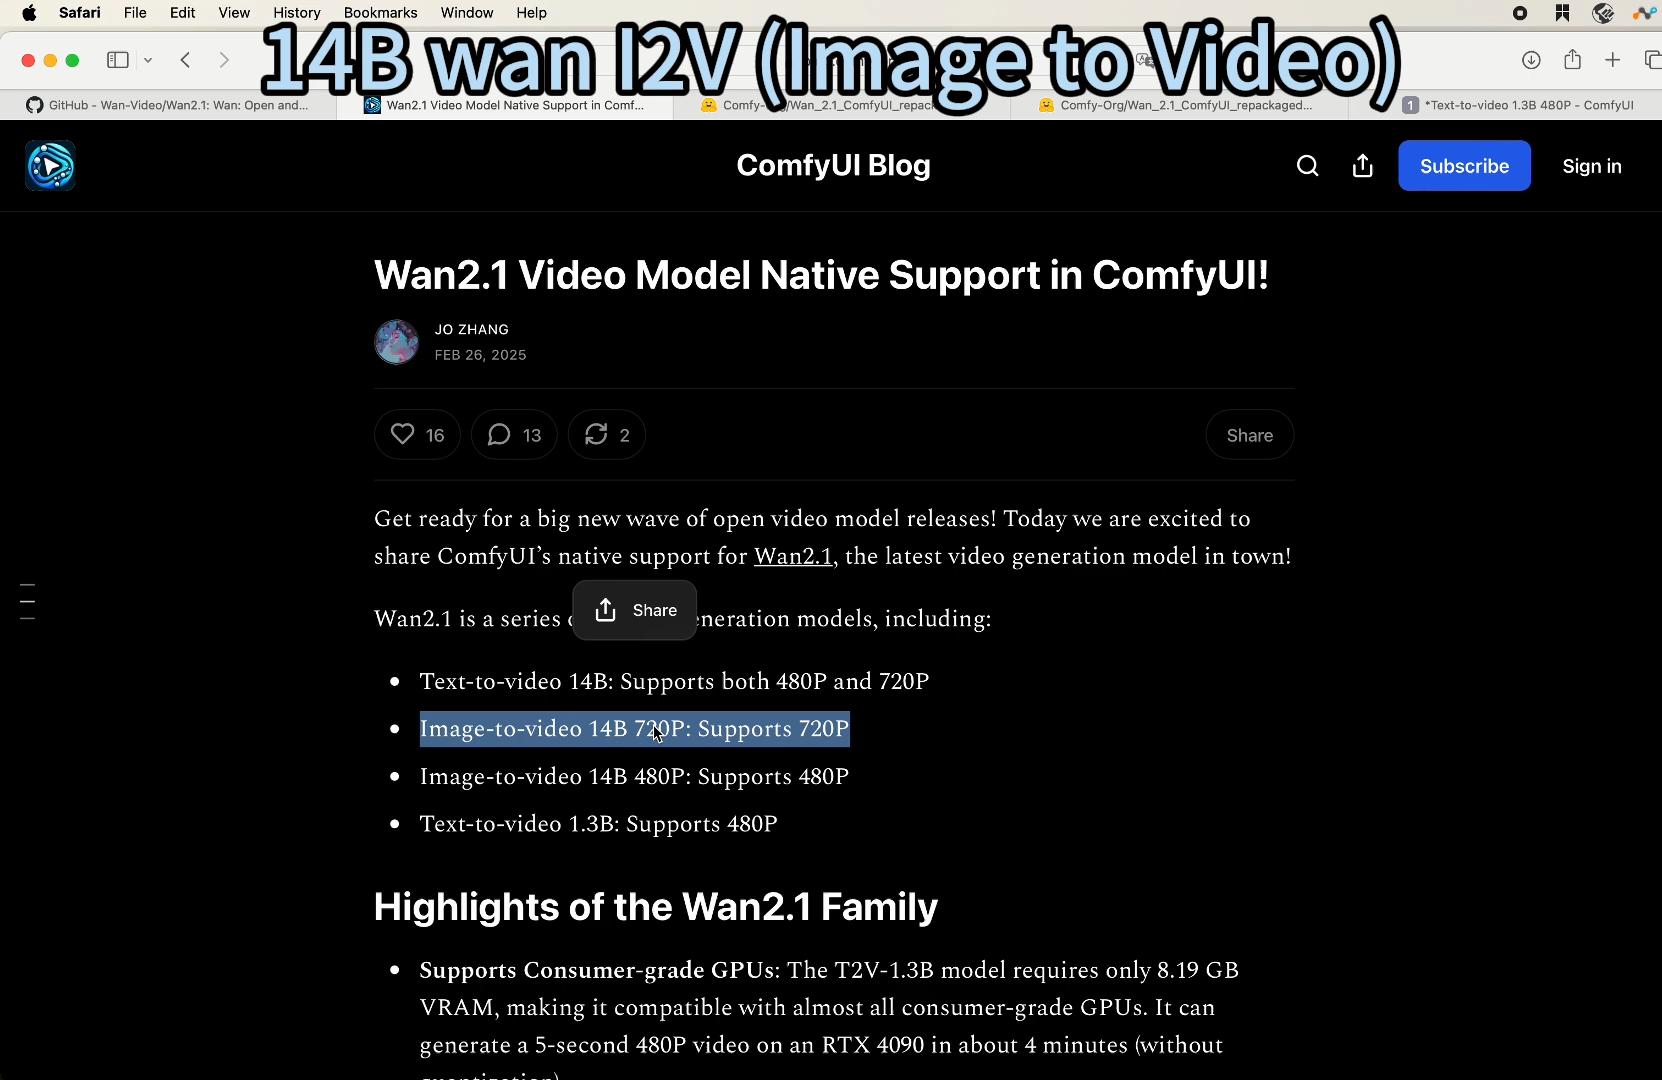 Safari File Edit View History Bookmarks Window Help
14B wan I2V (Image to Video)
GitHub - Wan-Video/Wan2.1: Wan: Open and...
Wan2.1 Video Model Native Support in Comf...
Comfy-
/Wan_2.1_ComfyUI_repac
Comfy-Org/Wan_2.1_ComfyUI_repackaged...
1 *Text-to-video 1.3B 480P - ComfyUI
ComfyUI Blog
Subscribe
Sign in
Wan2.1 Video Model Native Support in ComfyUI!
JO ZHANG
FEB 26, 2025
16
13
2
Share
Get ready for a big new wave of open video model releases! Today we are excited to
share ComfyUI’s native support for Wan2.1, the latest video generation model in town!
Share
Wan2.1 is a series
neration models, including:
• Text-to-video 14B: Supports both 480P and 720P
• Image-to-video 14B 720P: Supports 720P
• Image-to-video 14B 480P: Supports 480P
• Text-to-video 1.3B: Supports 480P
Highlights of the Wan2.1 Family
• Supports Consumer-grade GPUs: The T2V-1.3B model requires only 8.19 GB
VRAM, making it compatible with almost all consumer-grade GPUs. It can
generate a 5-second 480P video on an RTX 4090 in about 4 minutes (without